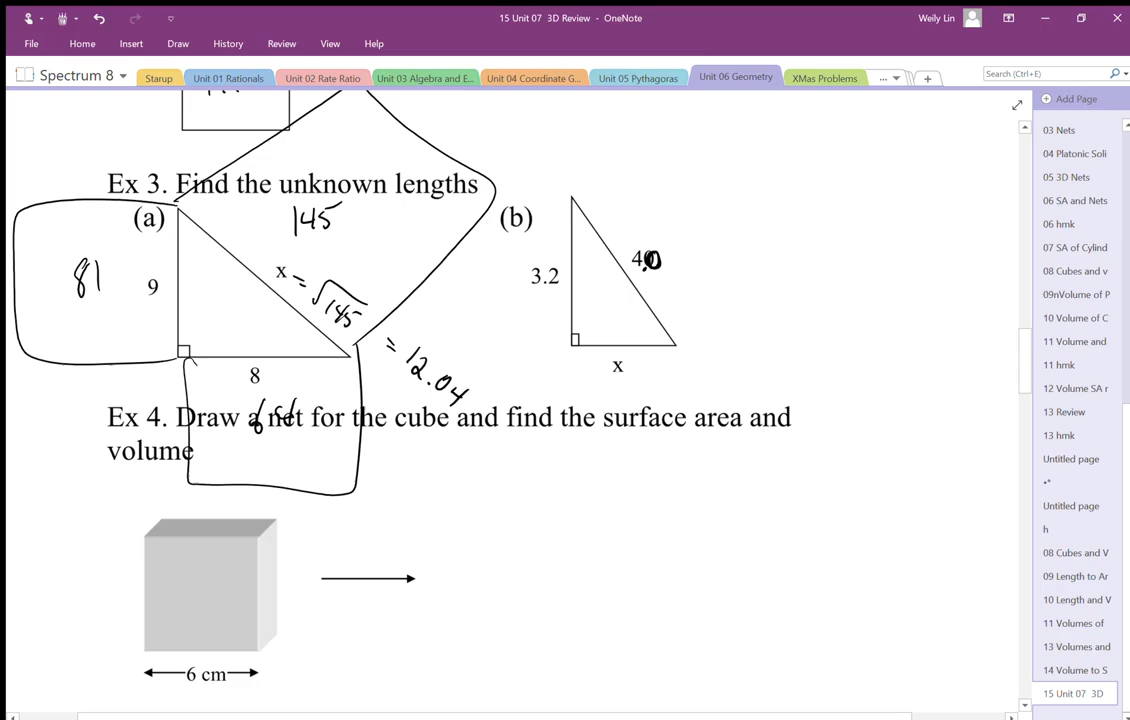 15 Unit 07 3D Review - OneNote
Weily Lin
File Home Insert Draw History Review View Help
Spectrum 8
Starup
Unit 01 Rationals
Unit 02 Rate Ratio
Unit 03 Algebra and E...
Unit 04 Coordinate G...
Unit 05 Pythagoras
Unit 06 Geometry
XMas Problems
...
Search (Ctrl+E)
Add Page
03 Nets
04 Platonic Soli
05 3D Nets
06 SA and Nets
06 hmk
07 SA of Cylind
08 Cubes and v
09nVolume of P
10 Volume of C
11 Volume and
11 hmk
12 Volume SA r
13 Review
13 hmk
Untitled page
Untitled page
h
08 Cubes and V
09 Length to Ar
10 Length and V
11 Volumes of
13 Volumes and
14 Volume to S
15 Unit 07 3D
Ex 3. Find the unknown lengths
(a)
145
81
9
x = √145
= 12.04
8
64
(b)
3.2
4.0
x
Ex 4. Draw a net for the cube and find the surface area and
volume
6 cm